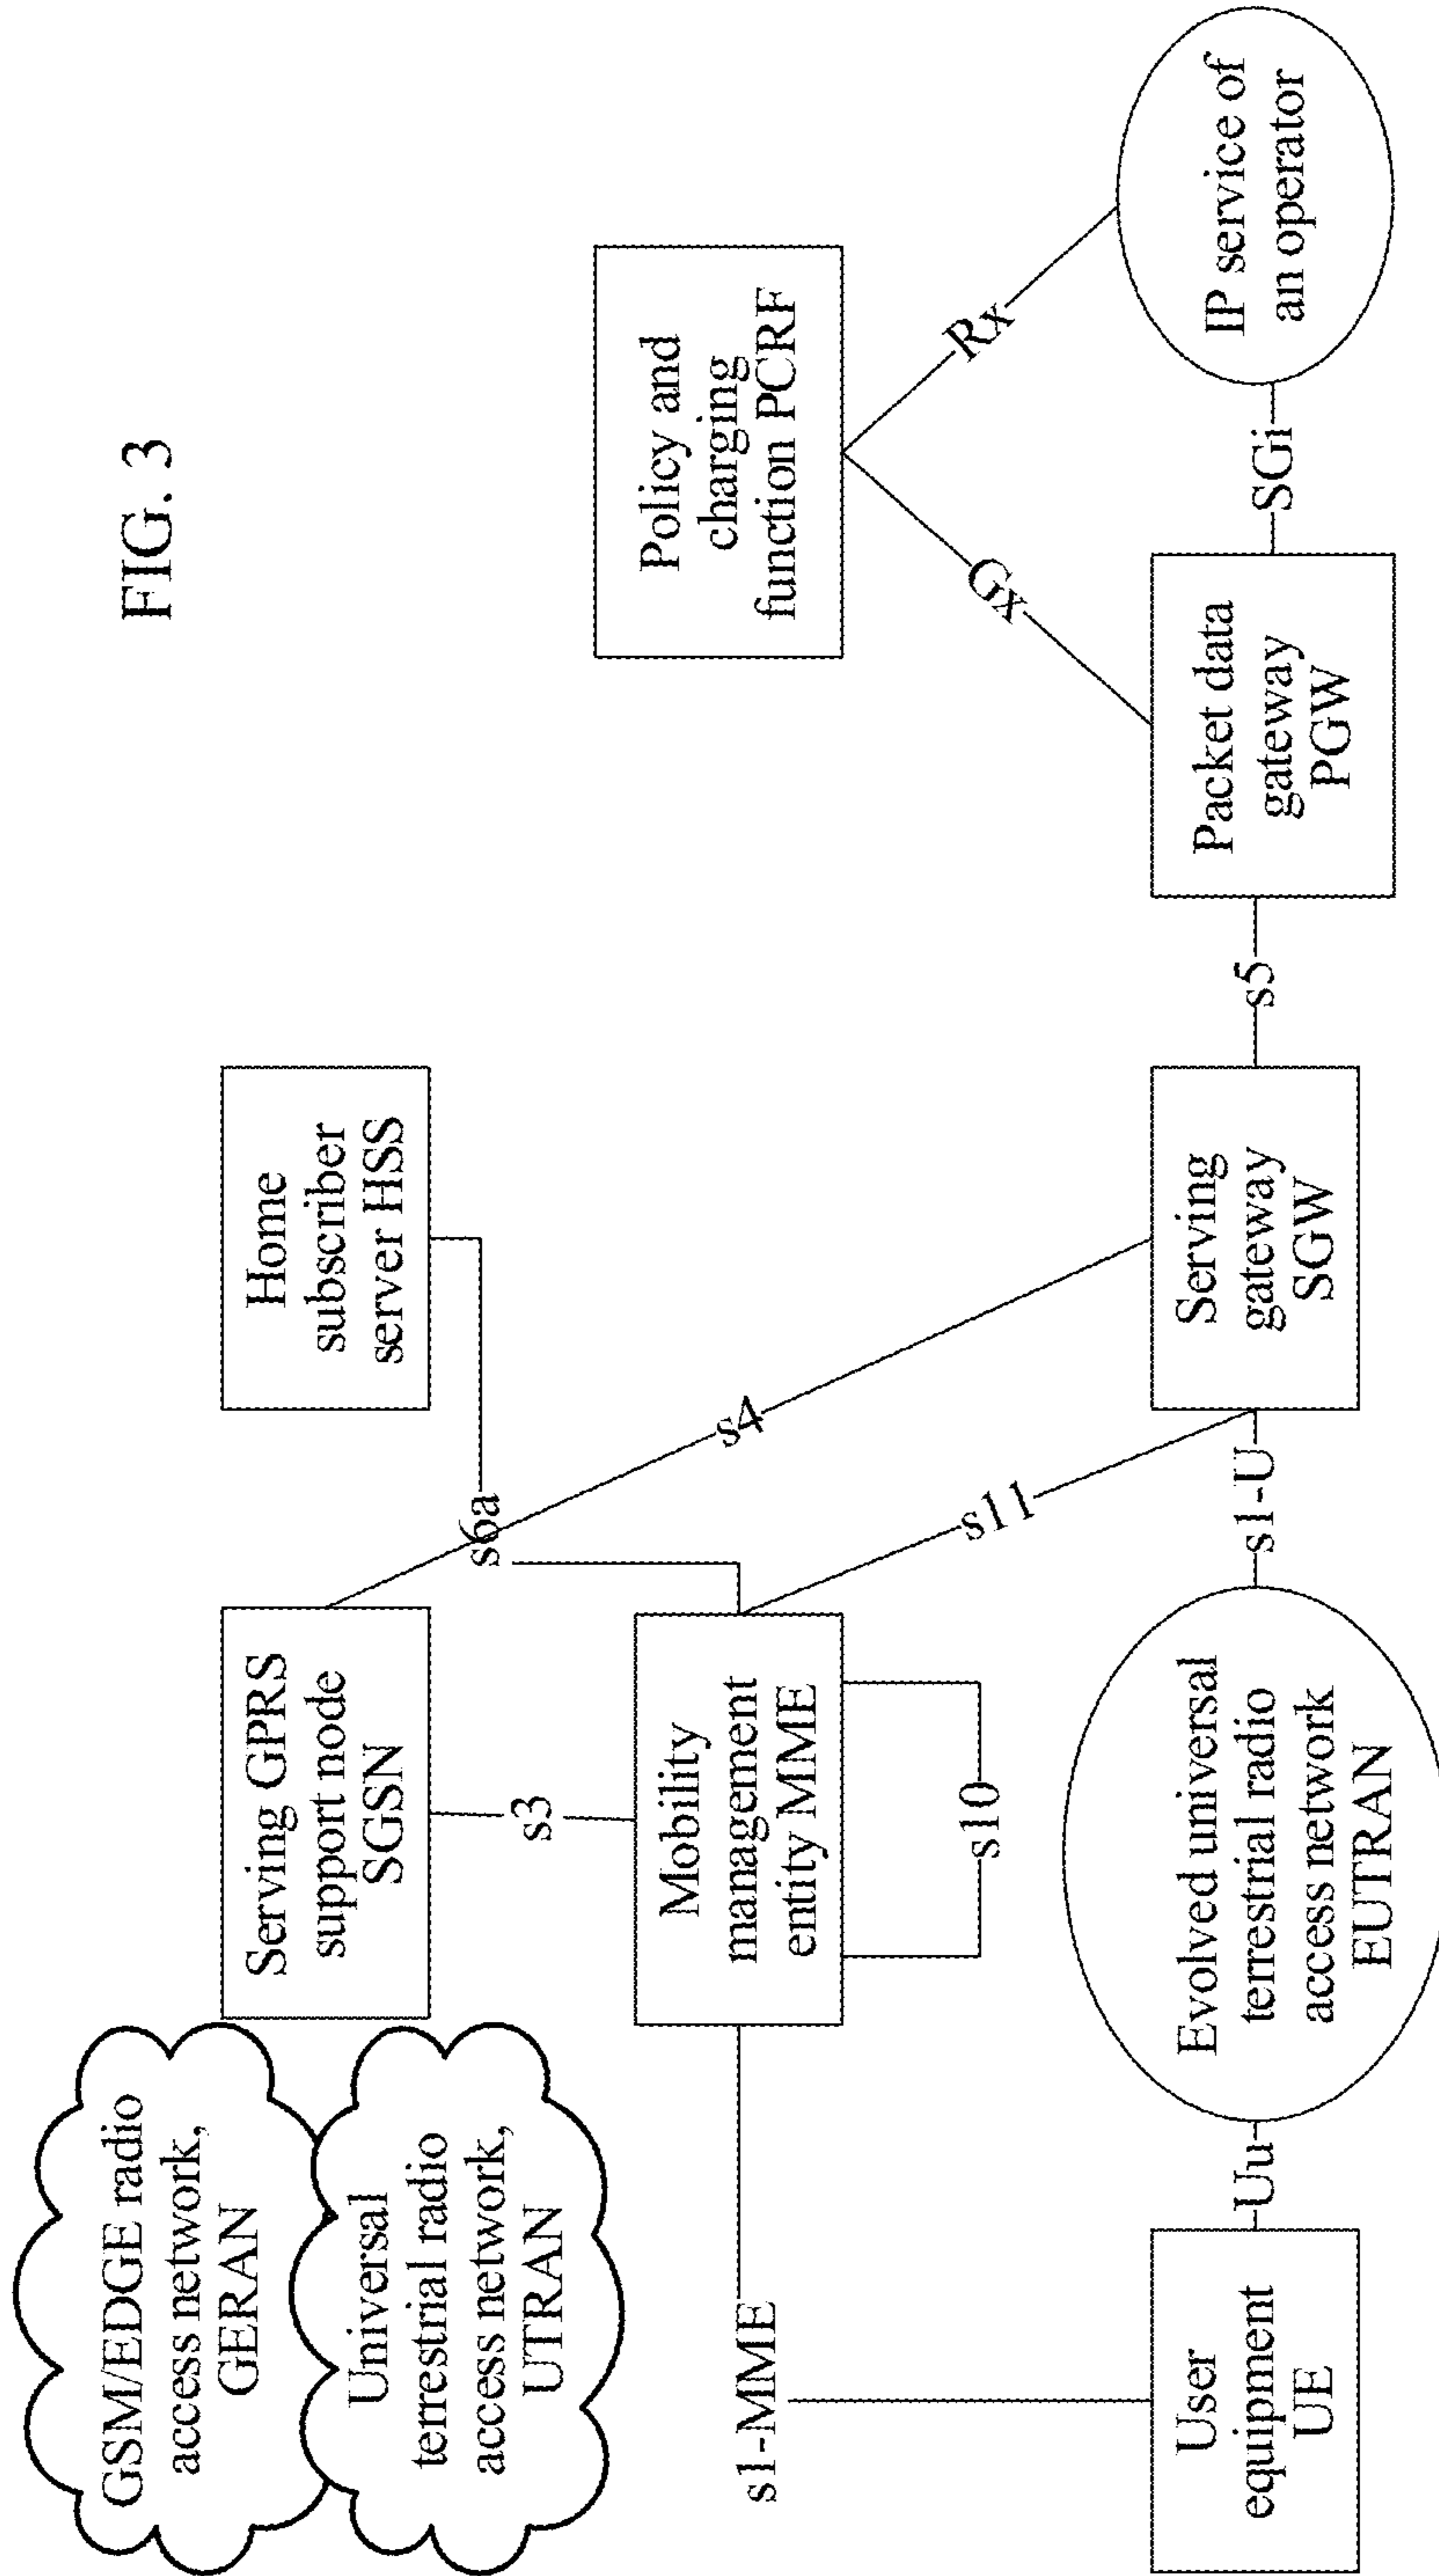 FIG. 3
GSM/EDGE radio
access network,
GERAN
Universal
terrestrial radio
access network,
UTRAN
Serving GPRS
support node
SGSN
Home
subscriber
server HSS
s3
s6a
s4
Policy and
charging
function PCRF
Mobility
management
entity MME
s1-MME
s10
s11
Gx
Rx
User
equipment
UE
Uu
Evolved universal
terrestrial radio
access network
EUTRAN
s1-U
Serving
gateway
SGW
s5
Packet data
gateway
PGW
SGi
IP service of
an operator